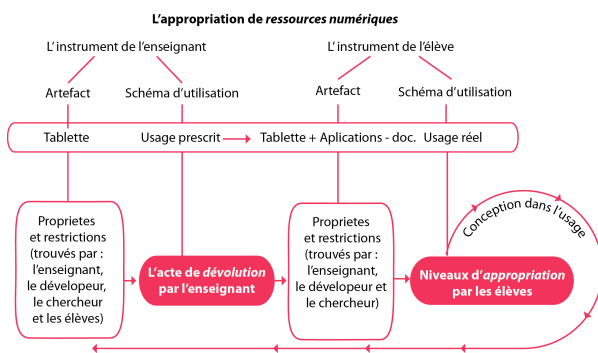 L'appropriation de ressources numériques
L'instrument de l'enseignant
L'instrument de l'élève
Artefact
Schéma d'utilisation
Artefact
Schéma d'utilisation
Tablette
Usage prescrit
Tablette + Aplications - doc.
Usage réel
Proprietes
et restrictions
(trouvés par :
l'enseignant,
le dévelopeur,
le chercheur
et les élèves)
L'acte de dévolution
par l'enseignant
Proprietes
et restrictions
(trouvés par :
l'enseignant,
le dévelopeur et
le chercheur)
Conception dans l'usage
Niveaux d'appropriation
par les élèves